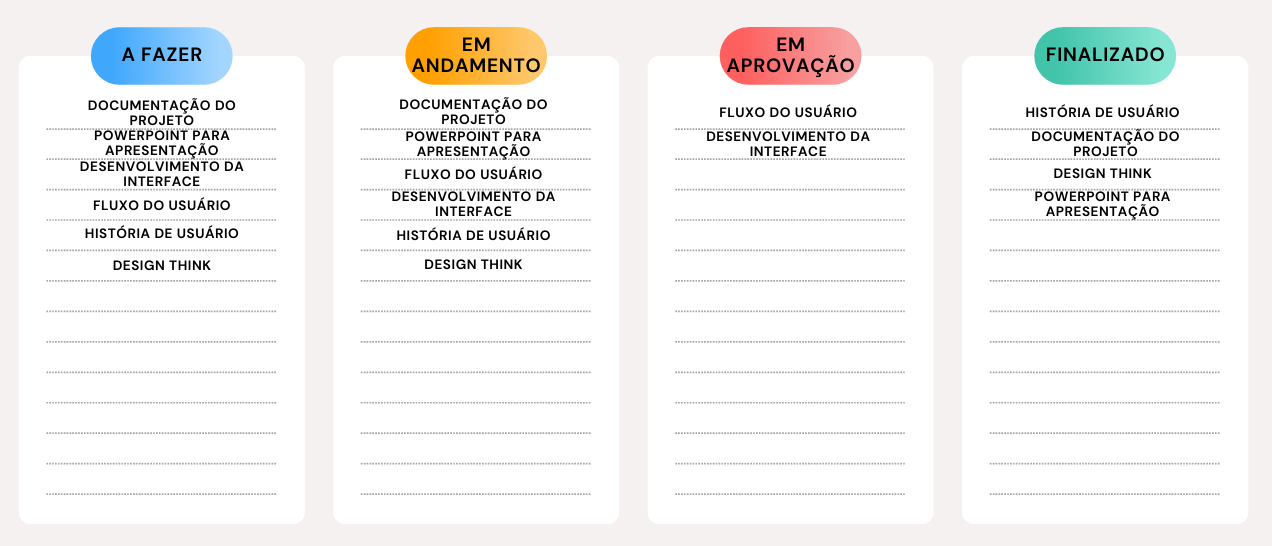 A FAZER
DOCUMENTAÇÃO DO
PROJETO
POWERPOINT PARA
APRESENTAÇÃO
DESENVOLVIMENTO DA
INTERFACE
FLUXO DO USUÁRIO
HISTÓRIA DE USUÁRIO
DESIGN THINK
EM
ANDAMENTO
DOCUMENTAÇÃO DO
PROJETO
POWERPOINT PARA
APRESENTAÇÃO
FLUXO DO USUÁRIO
DESENVOLVIMENTO DA
INTERFACE
HISTÓRIA DE USUÁRIO
DESIGN THINK
EM
APROVAÇÃO
FLUXO DO USUÁRIO
DESENVOLVIMENTO DA
INTERFACE
FINALIZADO
HISTÓRIA DE USUÁRIO
DOCUMENTAÇÃO DO
PROJETO
DESIGN THINK
POWERPOINT PARA
APRESENTAÇÃO